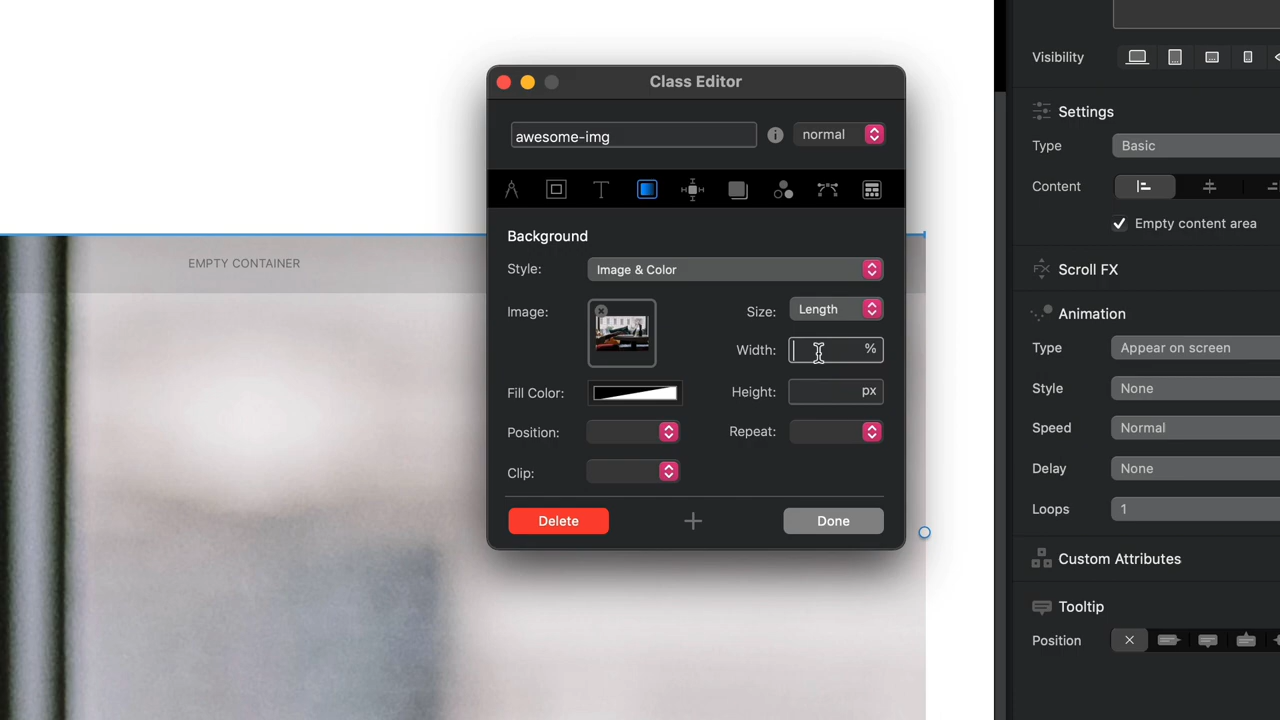 Class Editor
awesome-img
normal
Background
Style:
Image & Color
Image:
Size:
Length
Width:
%
Fill Color:
Height:
px
Position:
Repeat:
Clip:
Delete
Done
EMPTY CONTAINER
Visibility
Settings
Type
Basic
Content
Empty content area
Scroll FX
Animation
Type
Appear on screen
Style
None
Speed
Normal
Delay
None
Loops
1
Custom Attributes
Tooltip
Position